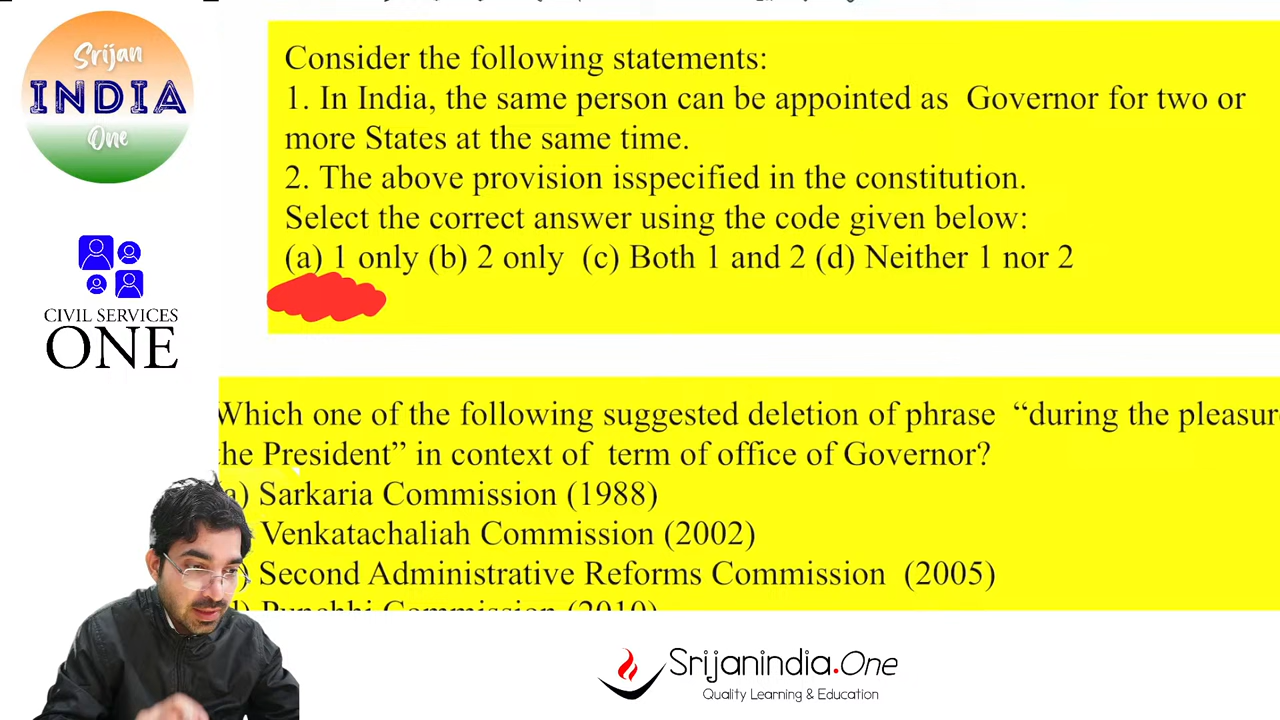 Srijan
INDIA
One
CIVIL SERVICES
ONE
Consider the following statements:
1. In India, the same person can be appointed as Governor for two or
more States at the same time.
2. The above provision isspecified in the constitution.
Select the correct answer using the code given below:
(a) 1 only (b) 2 only (c) Both 1 and 2 (d) Neither 1 nor 2
Which one of the following suggested deletion of phrase “during the
the President” in context of term of office of Governor?
a) Sarkaria Commission (1988)
Venkatachaliah Commission (2002)
Second Administrative Reforms Commission (2005)
d) Punchhi Commission (2010)
Srijanindia.One
Quality Learning & Education